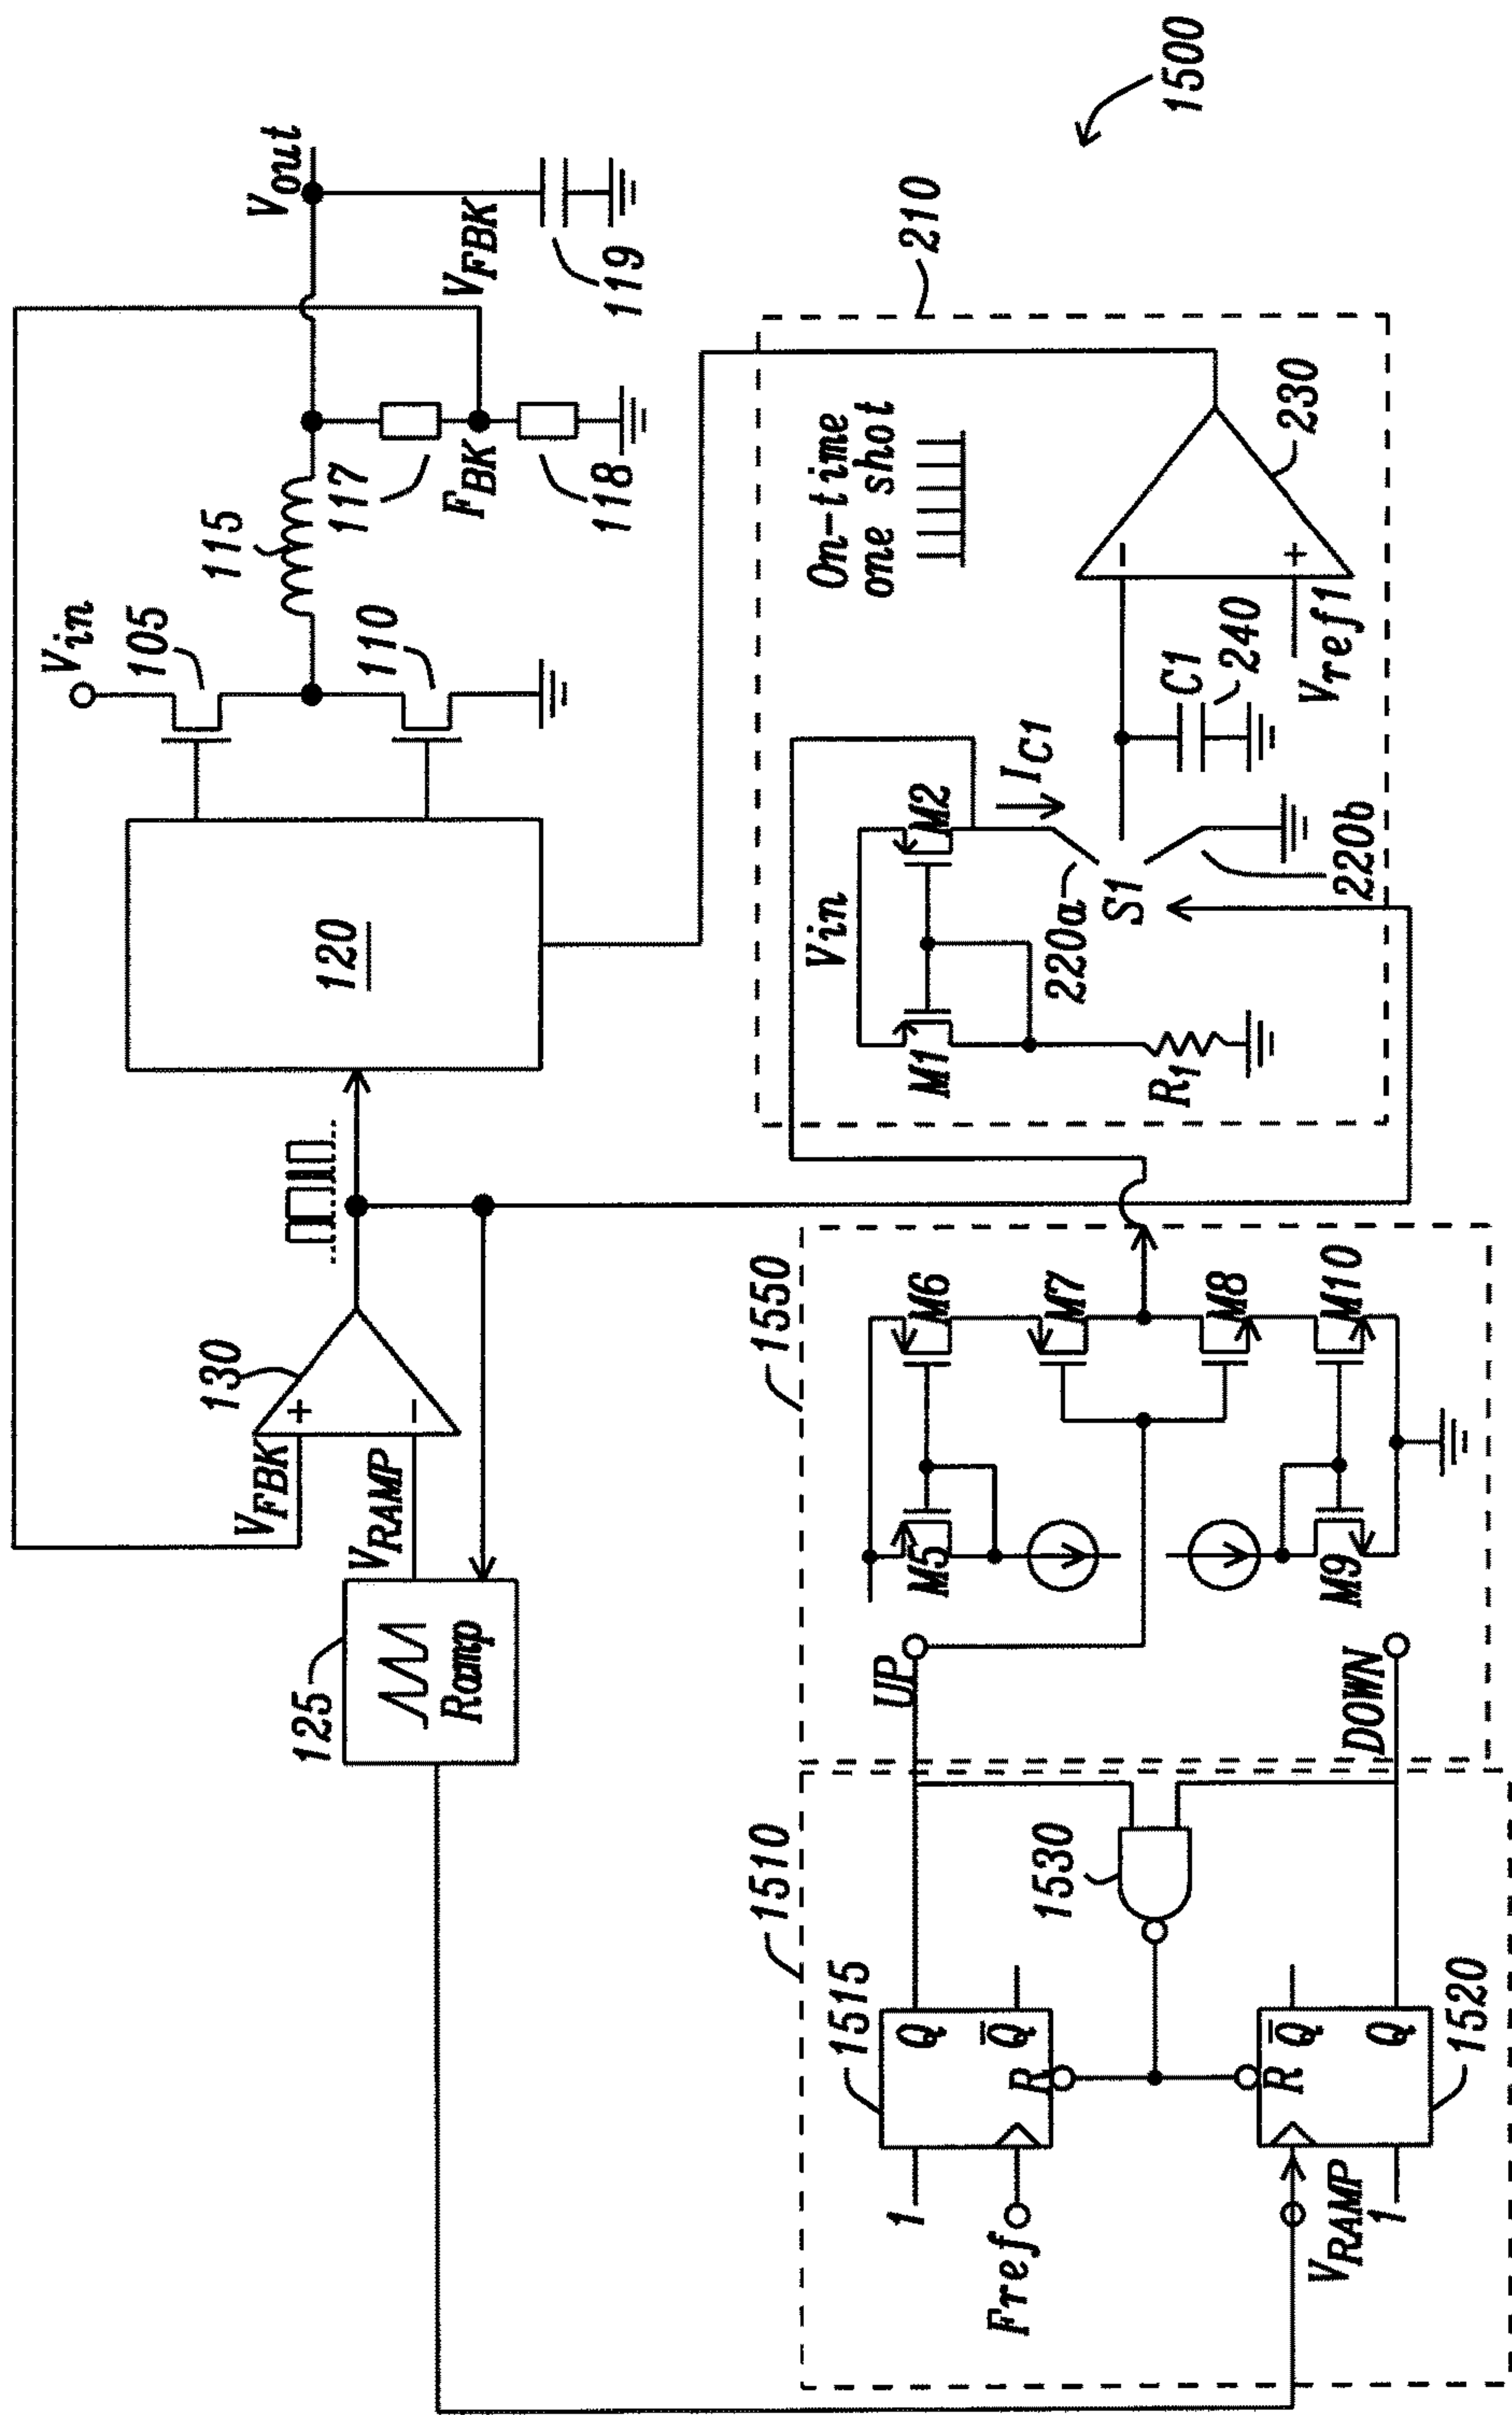 Vin
105
110
115
Vout
117
FBK
118
VFBK
119
120
130
+
VFBK
−
VRAMP
125
Ramp
1500
210
On-time
one shot
Vin
M1
M2
IC1
R1
220a
S1
220b
C1
240
−
+
Vref1
230
1550
M5
M6
M7
M8
M9
M10
UP
DOWN
1510
1515
1
Q
Q̅
R
Fref
1530
R
Q̅
Q
VRAMP
1
1520